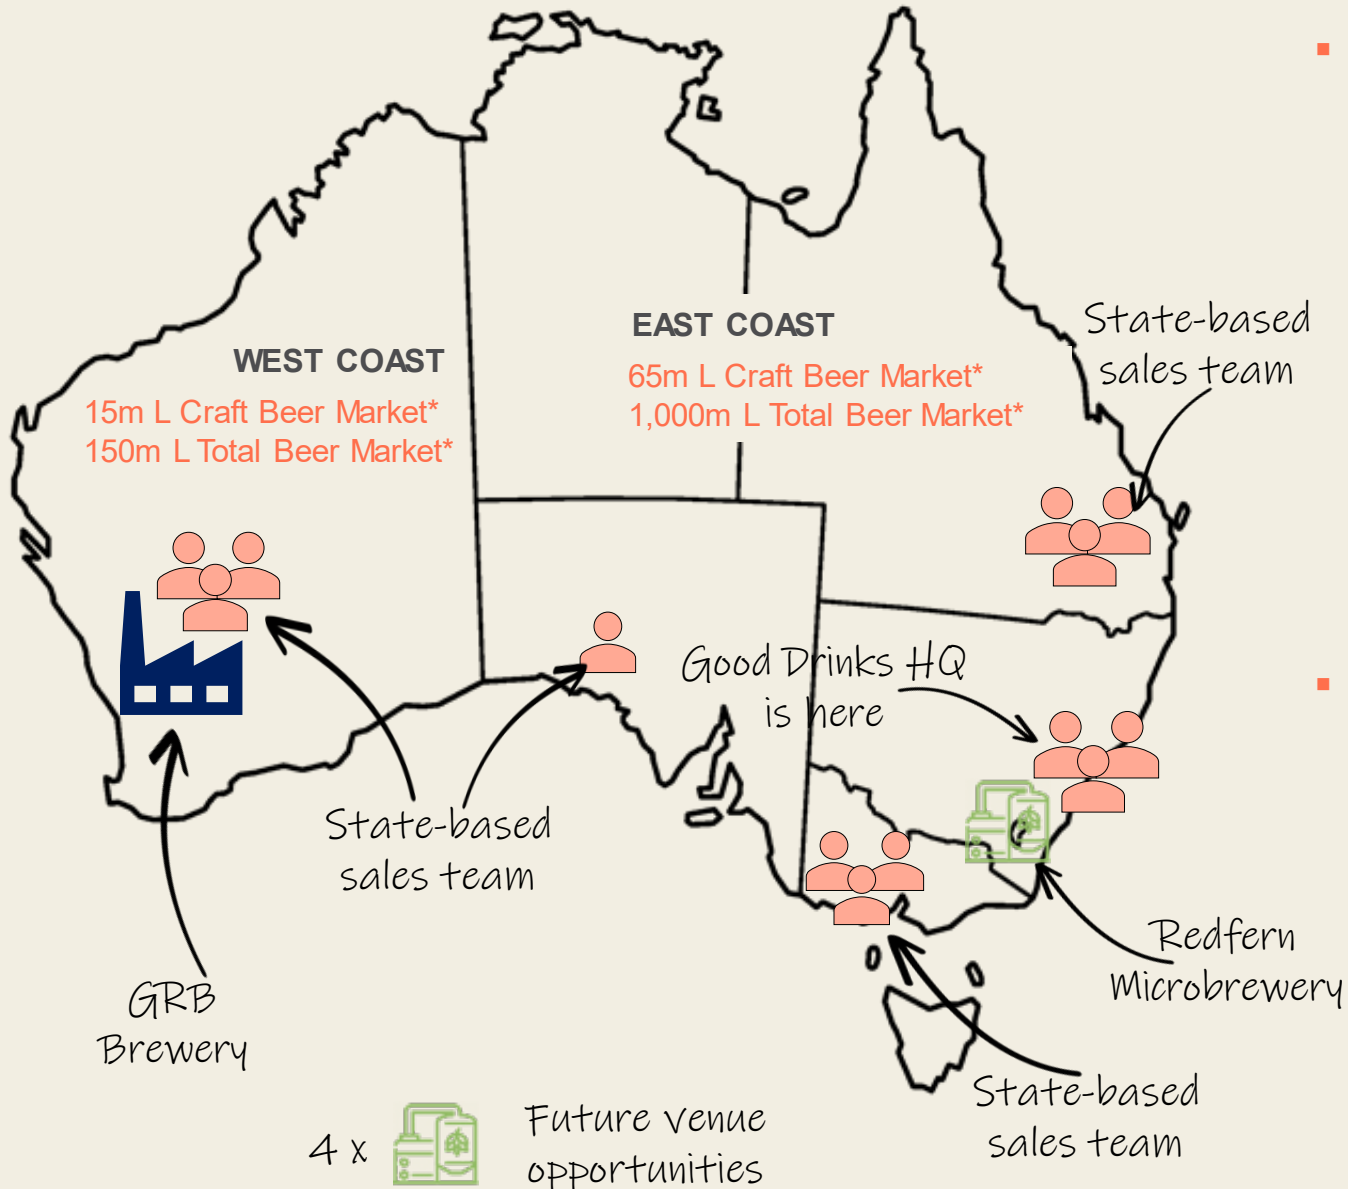 EAST COAST
65m L Craft Beer Market*
1,000m L Total Beer Market*
WEST COAST
15m L Craft Beer Market*
150m L Total Beer Market*
State-based
sales team
Good Drinks HQ
is here
State-based
sales team
Redfern
Microbrewery
GRB
Brewery
State-based
sales team
4 x
Future venue
opportunities